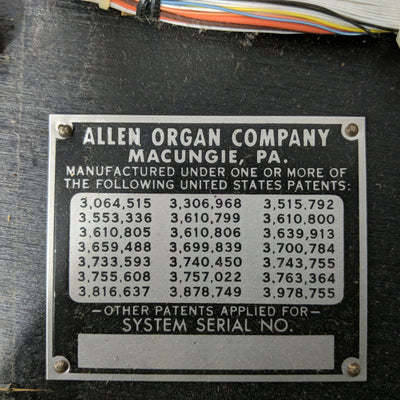 ALLEN ORGAN COMPANY
MACUNGIE, PA.
MANUFACTURED UNDER ONE OR MORE OF
THE FOLLOWING UNITED STATES PATENTS:
3,064,515 3,306,968 3,515.792
3,553,336 3,610,799 3,610,800
3,610,805 3,610,806 3,639,913
3,659,488 3,699,839 3,700,784
3,733,593 3,740,450 3,743,755
3,755,608 3,757,022 3,763,364
3,816,637 3,878,749 3,978,755
—OTHER PATENTS APPLIED FOR—
SYSTEM SERIAL NO.